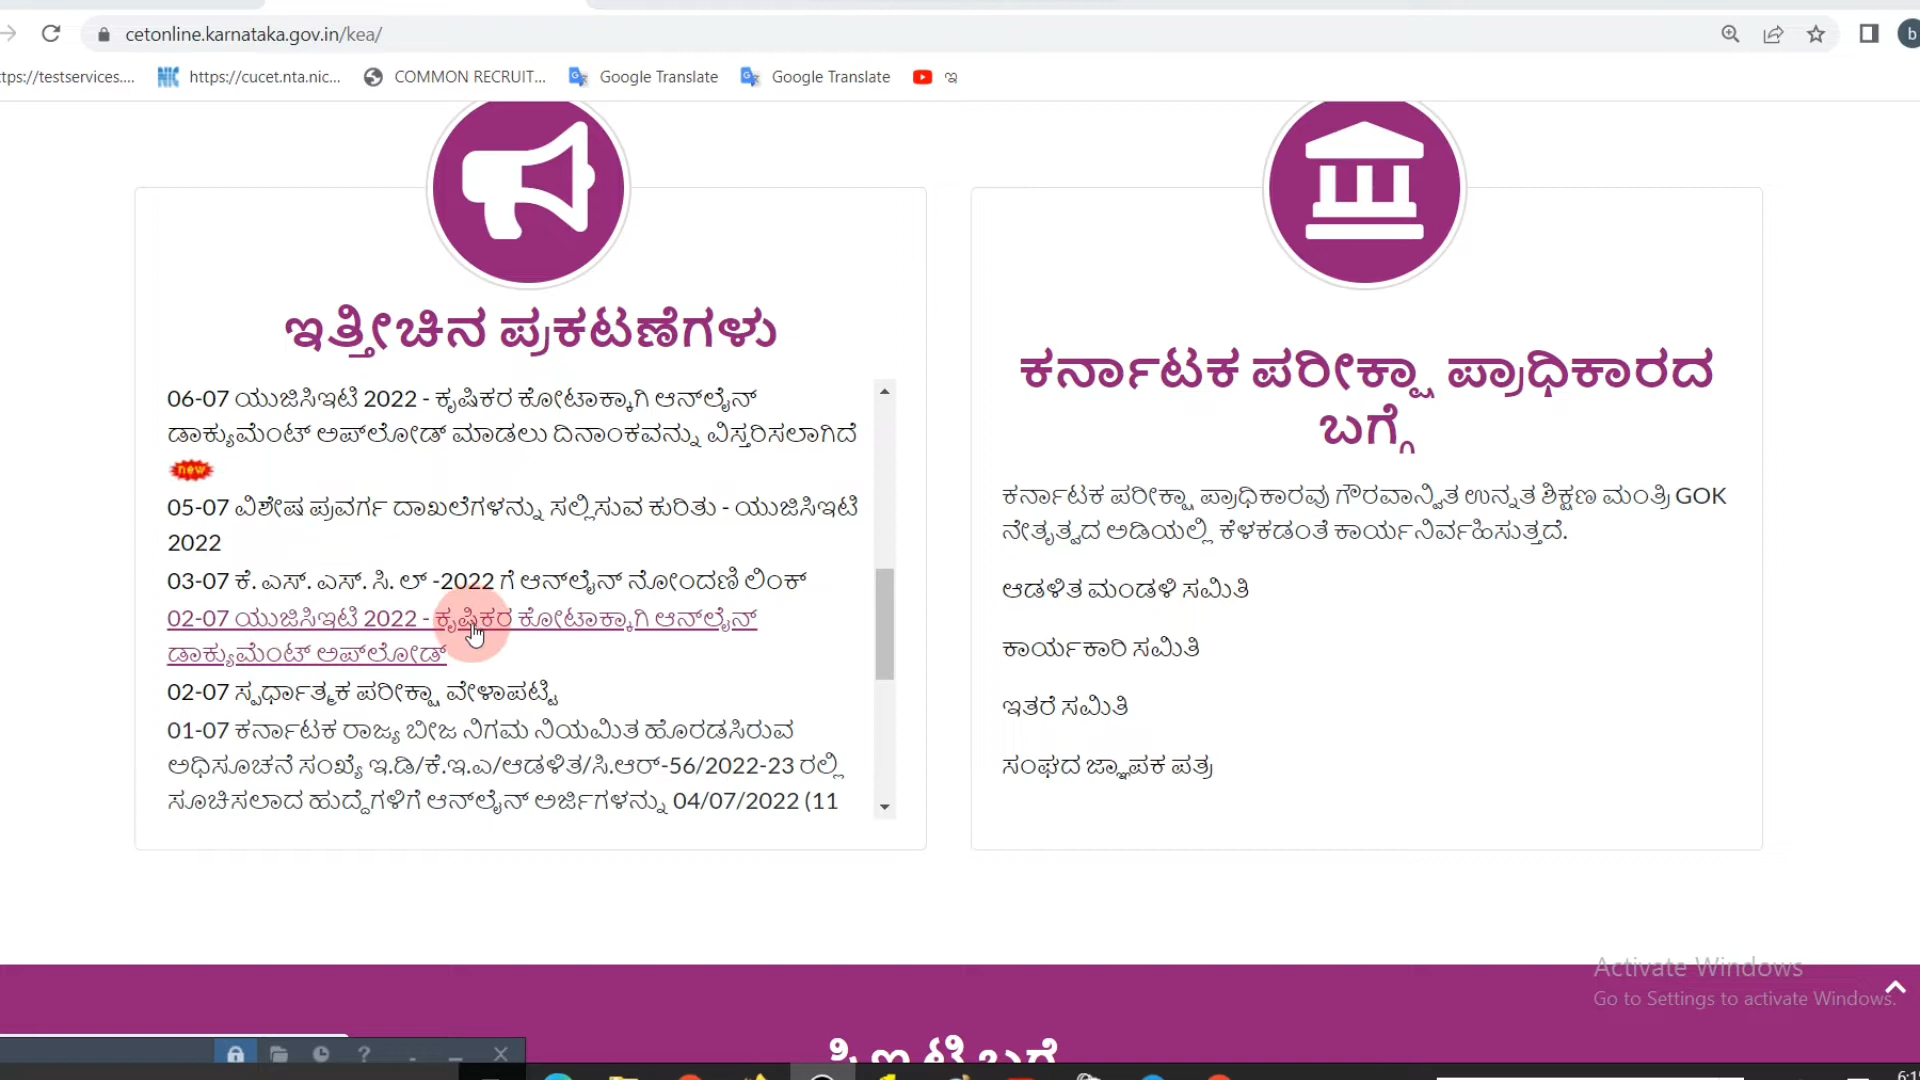 cetonline.karnataka.gov.in/kea/
b
tps://testservices....
NIC
https://cucet.nta.nic...
COMMON RECRUIT...
Google Translate
Google Translate
ಇತ್ತೀಚಿನ ಪ್ರಕಟಣೆಗಳು
06-07 ಯುಜಿಸಿಇಟಿ 2022 - ಕೃಷಿಕರ ಕೋಟಾಕ್ಕಾಗಿ ಆನ್‌ಲೈನ್
ಡಾಕ್ಯುಮೆಂಟ್ ಅಪ್‌ಲೋಡ್ ಮಾಡಲು ದಿನಾಂಕವನ್ನು ವಿಸ್ತರಿಸಲಾಗಿದೆ
new
05-07 ವಿಶೇಷ ಪ್ರವರ್ಗ ದಾಖಲೆಗಳನ್ನು ಸಲ್ಲಿಸುವ ಕುರಿತು - ಯುಜಿಸಿಇಟಿ
2022
03-07 ಕೆ. ಎಸ್. ಎಸ್. ಸಿ. ಲ್ -2022 ಗೆ ಆನ್‌ಲೈನ್ ನೋಂದಣಿ ಲಿಂಕ್
02-07 ಯುಜಿಸಿಇಟಿ 2022 - ಕೃಷಿಕರ ಕೋಟಾಕ್ಕಾಗಿ ಆನ್‌ಲೈನ್
ಡಾಕ್ಯುಮೆಂಟ್ ಅಪ್‌ಲೋಡ್
02-07 ಸ್ಪರ್ಧಾತ್ಮಕ ಪರೀಕ್ಷಾ ವೇಳಾಪಟ್ಟಿ
01-07 ಕರ್ನಾಟಕ ರಾಜ್ಯ ಬೀಜ ನಿಗಮ ನಿಯಮಿತ ಹೊರಡಸಿರುವ
ಅಧಿಸೂಚನೆ ಸಂಖ್ಯೆ ಇ.ಡಿ/ಕೆ.ಇ.ಎ/ಆಡಳಿತ/ಸಿ.ಆರ್-56/2022-23 ರಲ್ಲಿ
ಸೂಚಿಸಲಾದ ಹುದ್ದೆಗಳಿಗೆ ಆನ್‌ಲೈನ್ ಅರ್ಜಿಗಳನ್ನು 04/07/2022 (11
ಕರ್ನಾಟಕ ಪರೀಕ್ಷಾ ಪ್ರಾಧಿಕಾರದ
ಬಗ್ಗೆ
ಕರ್ನಾಟಕ ಪರೀಕ್ಷಾ ಪ್ರಾಧಿಕಾರವು ಗೌರವಾನ್ವಿತ ಉನ್ನತ ಶಿಕ್ಷಣ ಮಂತ್ರಿ GOK
ನೇತೃತ್ವದ ಅಡಿಯಲ್ಲಿ ಕೆಳಕಡಂತೆ ಕಾರ್ಯನಿರ್ವಹಿಸುತ್ತದೆ.
ಆಡಳಿತ ಮಂಡಳಿ ಸಮಿತಿ
ಕಾರ್ಯಕಾರಿ ಸಮಿತಿ
ಇತರೆ ಸಮಿತಿ
ಸಂಘದ ಜ್ಞಾಪಕ ಪತ್ರ
Activate Windows
Go to Settings to activate Windows.
ಸಿ ಇ ಟಿ ಬಗ್ಗೆ